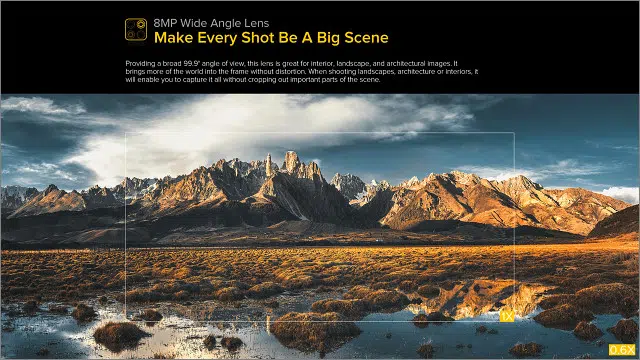 8MP Wide Angle Lens
Make Every Shot Be A Big Scene
Providing a broad 99.9° angle of view, this lens is great for interior, landscape, and architectural images. It
brings more of the world into the frame without distortion. When shooting landscapes, architecture or interiors, it
will enable you to capture it all without cropping out important parts of the scene.
1X
0.6X